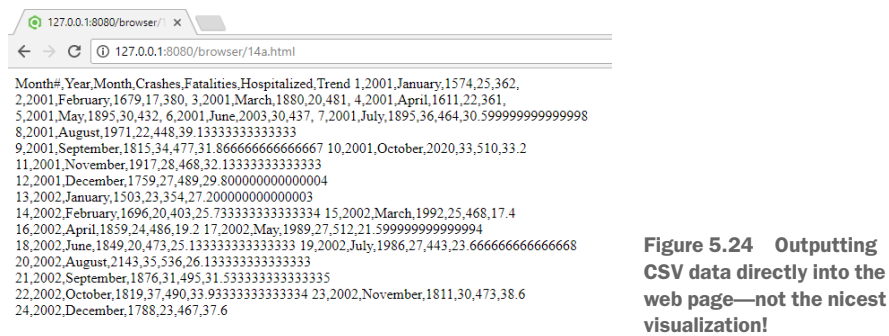 127.0.0.1:8080/browser/1
127.0.0.1:8080/browser/14a.html
Month#,Year,Month,Crashes,Fatalities,Hospitalized,Trend 1,2001,January,1574,25,362,
2,2001,February,1679,17,380, 3,2001,March,1880,20,481, 4,2001,April,1611,22,361,
5,2001,May,1895,30,432, 6,2001,June,2003,30,437, 7,2001,July,1895,36,464,30.599999999999998
8,2001,August,1971,22,448,39.13333333333333
9,2001,September,1815,34,477,31.866666666666667 10,2001,October,2020,33,510,33.2
11,2001,November,1917,28,468,32.13333333333333
12,2001,December,1759,27,489,29.800000000000004
13,2002,January,1503,23,354,27.200000000000003
14,2002,February,1696,20,403,25.733333333333334 15,2002,March,1992,25,468,17.4
16,2002,April,1859,24,486,19.2 17,2002,May,1989,27,512,21.599999999999994
18,2002,June,1849,20,473,25.133333333333333 19,2002,July,1986,27,443,23.666666666666668
20,2002,August,2143,35,536,26.133333333333333
21,2002,September,1876,31,495,31.533333333333335
22,2002,October,1819,37,490,33.93333333333334 23,2002,November,1811,30,473,38.6
24,2002,December,1788,23,467,37.6
Figure 5.24 Outputting
CSV data directly into the
web page—not the nicest
visualization!